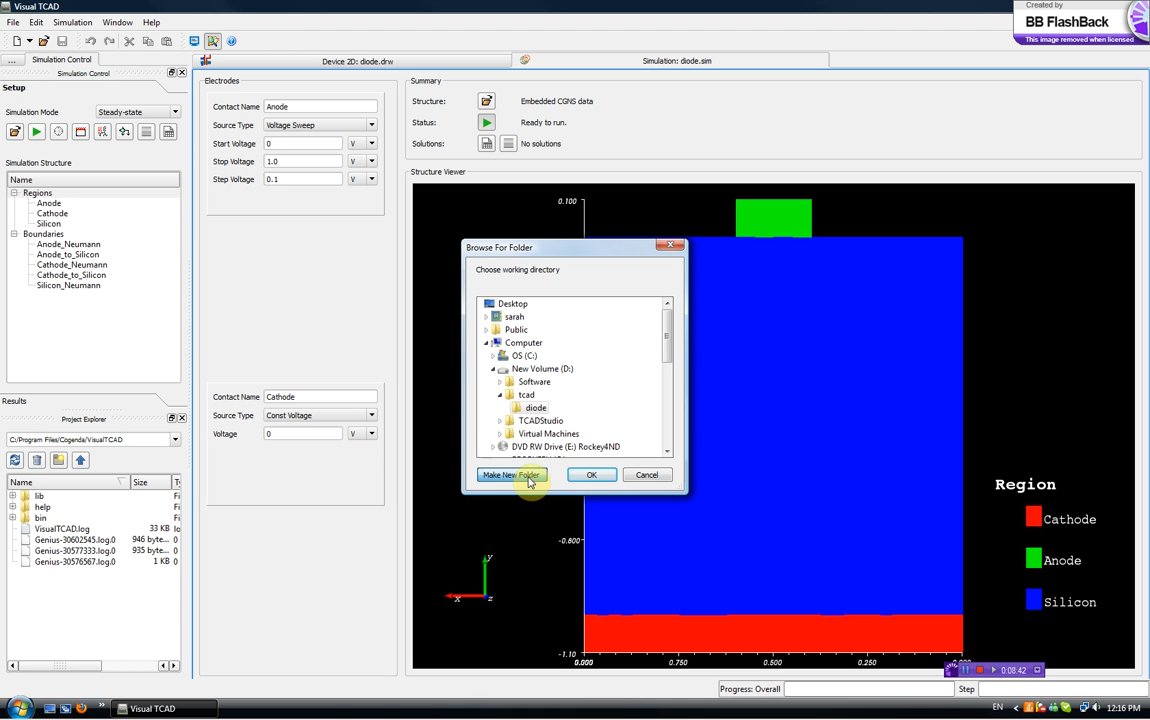 Visual TCAD
Created by
BB FlashBack
This image removed when licensed
File Edit Simulation Window Help
... Simulation Control
Device 2D: diode.drw
Simulation: diode.sim
Simulation Control
Setup
Simulation Mode Steady-state
Simulation Structure
Name
Regions
Anode
Cathode
Silicon
Boundaries
Anode_Neumann
Anode_to_Silicon
Cathode_Neumann
Cathode_to_Silicon
Silicon_Neumann
Results
Project Explorer
C:/Program Files/Cogenda/VisualTCAD
Name Size
lib Fi
help Fi
bin Fi
VisualTCAD.log 33 KB
Genius-30602545.log.0 946 byte...
Genius-30577333.log.0 935 byte...
Genius-30576567.log.0 1 KB
Electrodes
Contact Name Anode
Source Type Voltage Sweep
Start Voltage 0 V
Stop Voltage 1.0 V
Step Voltage 0.1 V
Contact Name Cathode
Source Type Const Voltage
Voltage 0 V
Summary
Structure: Embedded CGNS data
Status: Ready to run.
Solutions: No solutions
Structure Viewer
0.100
-0.800
-1.10
0.000 0.750 0.500 0.250
y
x
z
Region
Cathode
Anode
Silicon
Browse For Folder
Choose working directory
Desktop
sarah
Public
Computer
OS (C:)
New Volume (D:)
Software
tcad
diode
TCADStudio
Virtual Machines
DVD RW Drive (E:) Rockey4ND
Make New Folder OK Cancel
0:08:42
Progress: Overall Step
Visual TCAD
EN 12:16 PM